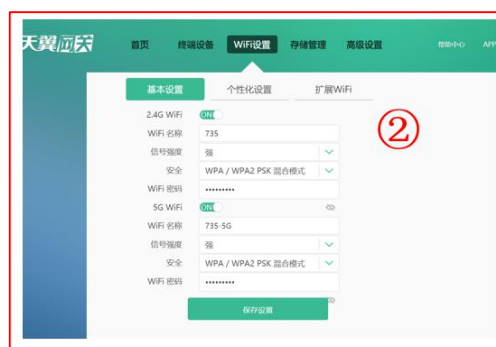 天翼网关
首页 终端设备 WiFi设置 存储管理 高级设置 帮助中心 APP
基本设置 个性化设置 扩展WiFi
2.4G WiFi ON
②
WiFi 名称 735
信号强度 强
安全 WPA / WPA2 PSK 混合模式
WiFi 密码 •••••••••
5G WiFi ON
WiFi 名称 735-5G
信号强度 强
安全 WPA / WPA2 PSK 混合模式
WiFi 密码 •••••••••
保存设置